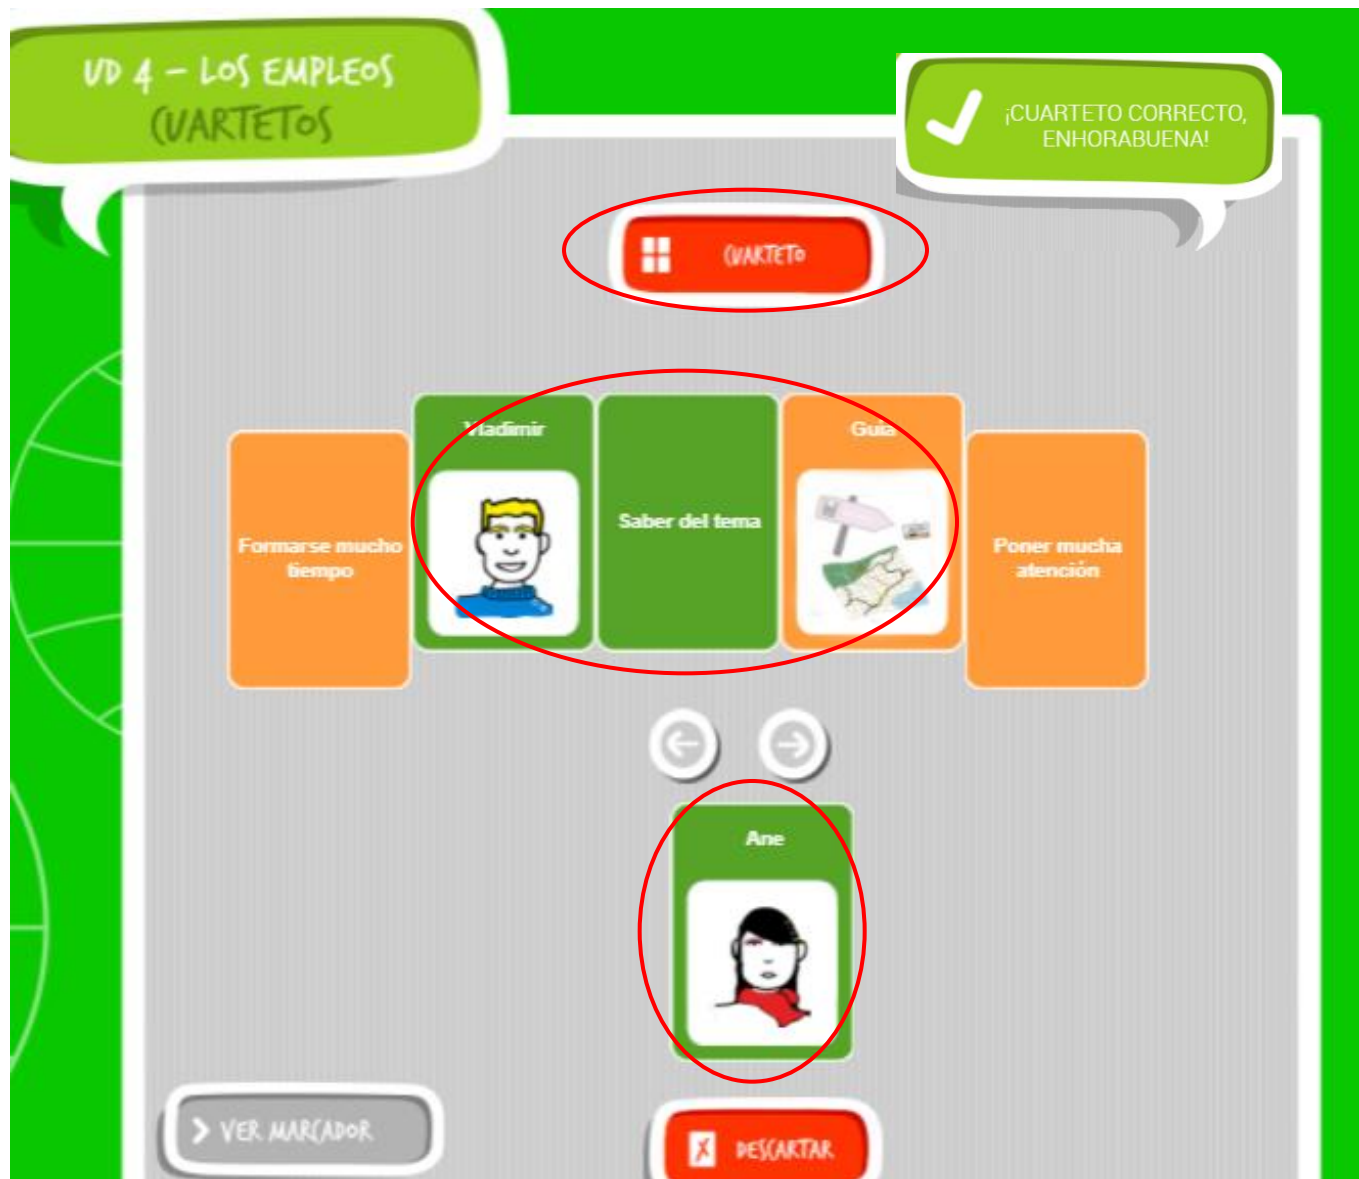 UD 4 – LOS EMPLEOS
CUARTETOS
¡CUARTETO CORRECTO,
ENHORABUENA!
CUARTETO
Formarse mucho
tiempo
Vladimir
Saber del tema
Guía
Poner mucha
atención
Ane
VER MARCADOR
DESCARTAR